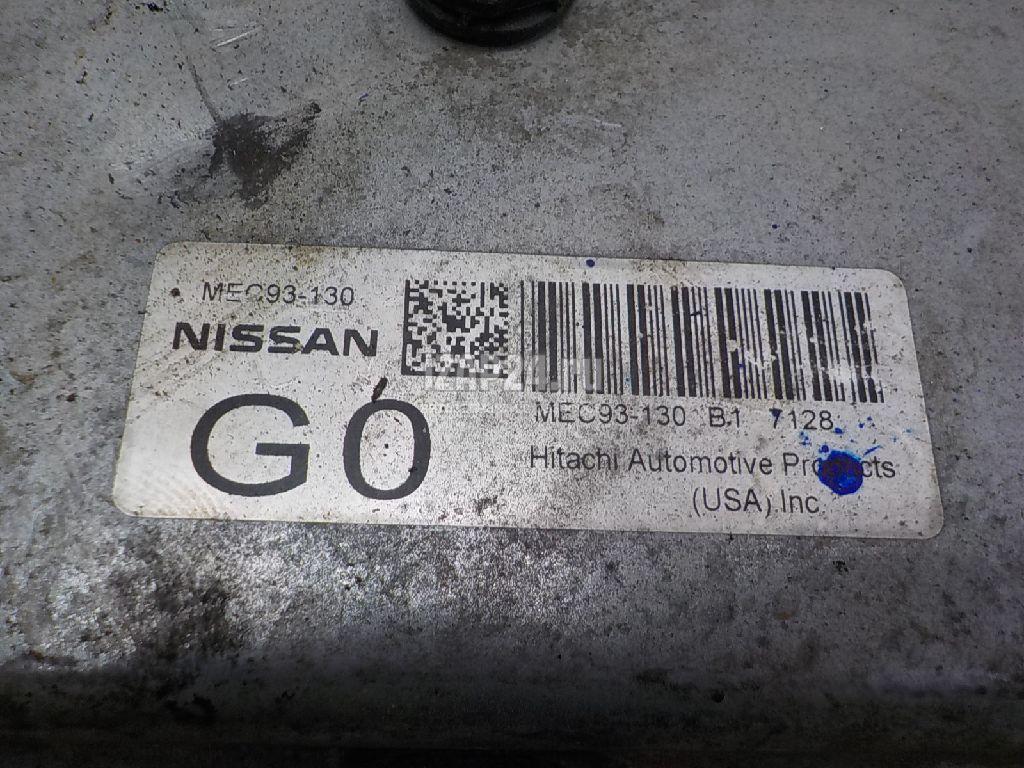 MEC93-130
NISSAN
G0
MEC93-130 B1 7128
Hitachi Automotive Products
(USA), Inc.